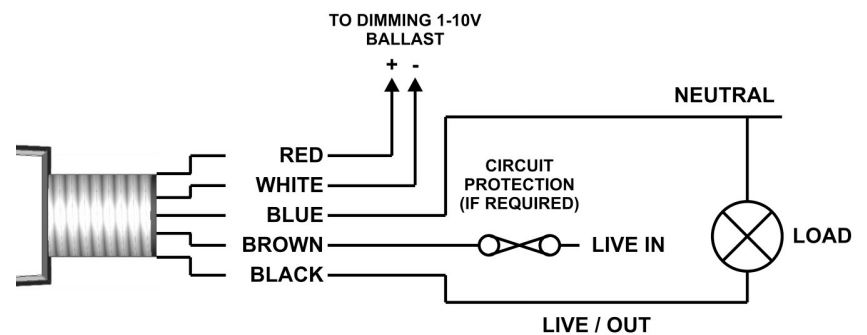 TO DIMMING 1-10V
BALLAST
+ -
NEUTRAL
RED
WHITE
BLUE
BROWN
BLACK
CIRCUIT
PROTECTION
(IF REQUIRED)
LIVE IN
LOAD
LIVE / OUT